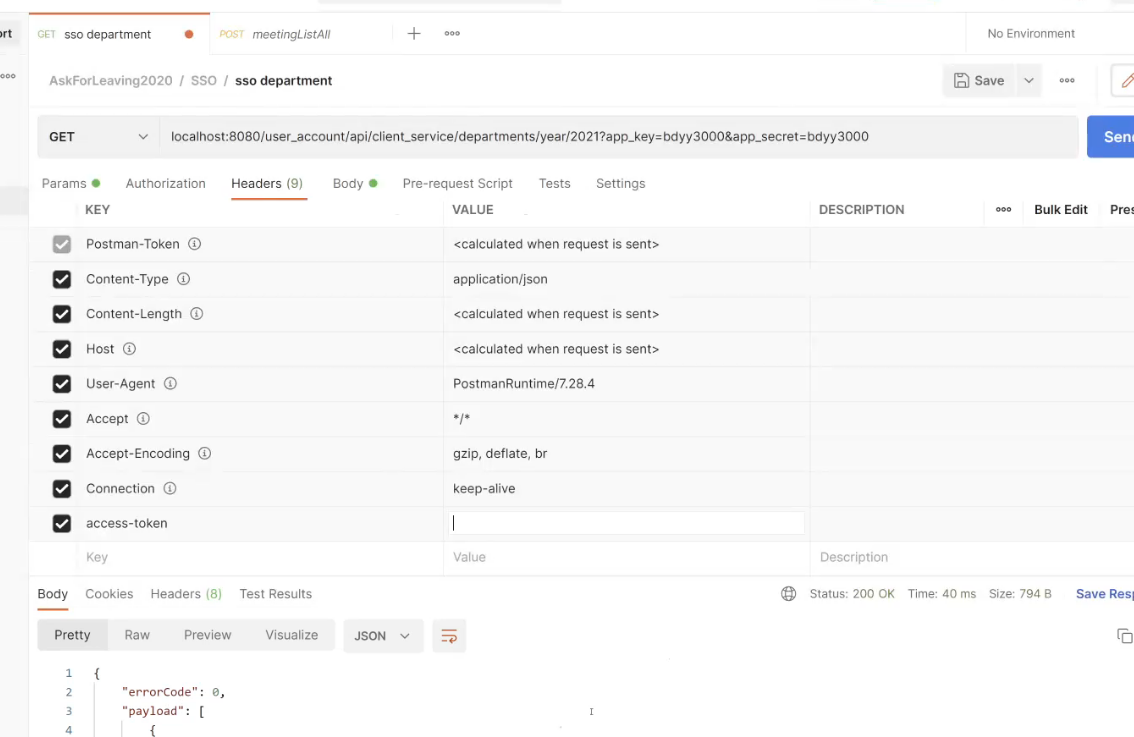 ort GET sso department POST meetingListAll No Environment
AskForLeaving2020 / SSO / sso department Save
GET localhost:8080/user_account/api/client_service/departments/year/2021?app_key=bdyy3000&app_secret=bdyy3000 Send
Params Authorization Headers (9) Body Pre-request Script Tests Settings
KEY VALUE DESCRIPTION Bulk Edit Pres
Postman-Token <calculated when request is sent>
Content-Type application/json
Content-Length <calculated when request is sent>
Host <calculated when request is sent>
User-Agent PostmanRuntime/7.28.4
Accept */*
Accept-Encoding gzip, deflate, br
Connection keep-alive
access-token
Key Value Description
Body Cookies Headers (8) Test Results Status: 200 OK Time: 40 ms Size: 794 B Save Resp
Pretty Raw Preview Visualize JSON
1 {
2 "errorCode": 0,
3 "payload": [
4 {